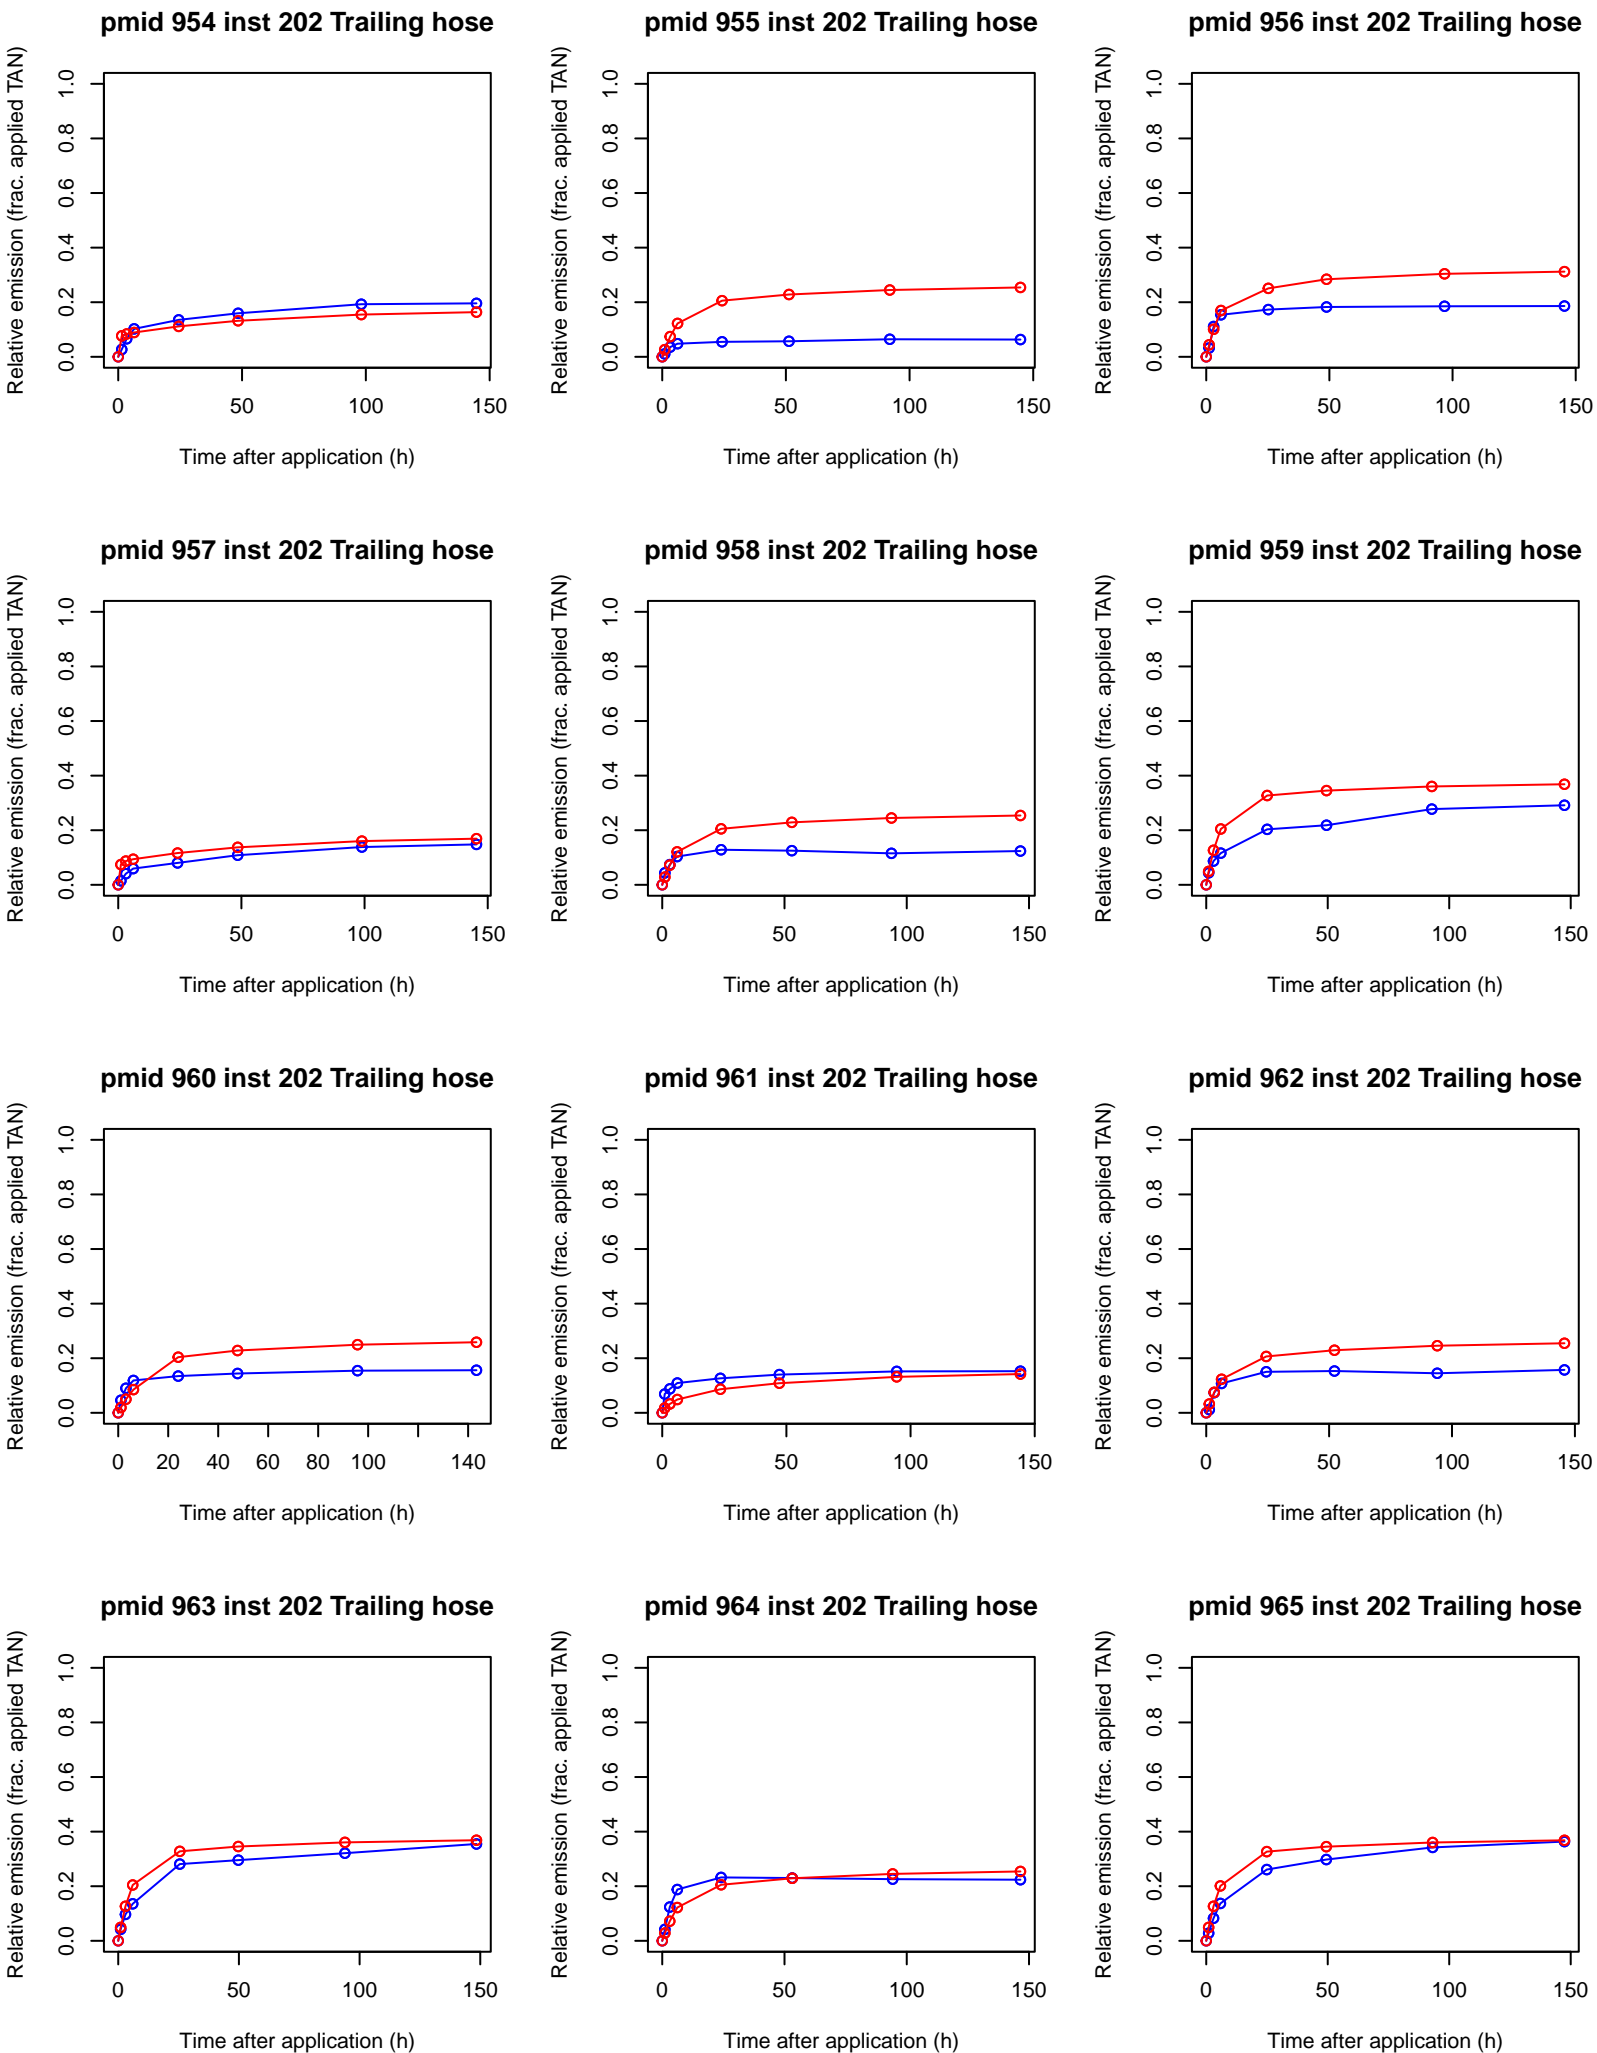 pmid 954 inst 202 Trailing hose
Relative emission (frac. applied TAN)
0.0 0.2 0.4 0.6 0.8 1.0
0 50 100 150
Time after application (h)
pmid 955 inst 202 Trailing hose
Relative emission (frac. applied TAN)
0.0 0.2 0.4 0.6 0.8 1.0
0 50 100 150
Time after application (h)
pmid 956 inst 202 Trailing hose
Relative emission (frac. applied TAN)
0.0 0.2 0.4 0.6 0.8 1.0
0 50 100 150
Time after application (h)
pmid 957 inst 202 Trailing hose
Relative emission (frac. applied TAN)
0.0 0.2 0.4 0.6 0.8 1.0
0 50 100 150
Time after application (h)
pmid 958 inst 202 Trailing hose
Relative emission (frac. applied TAN)
0.0 0.2 0.4 0.6 0.8 1.0
0 50 100 150
Time after application (h)
pmid 959 inst 202 Trailing hose
Relative emission (frac. applied TAN)
0.0 0.2 0.4 0.6 0.8 1.0
0 50 100 150
Time after application (h)
pmid 960 inst 202 Trailing hose
Relative emission (frac. applied TAN)
0.0 0.2 0.4 0.6 0.8 1.0
0 20 40 60 80 100 140
Time after application (h)
pmid 961 inst 202 Trailing hose
Relative emission (frac. applied TAN)
0.0 0.2 0.4 0.6 0.8 1.0
0 50 100 150
Time after application (h)
pmid 962 inst 202 Trailing hose
Relative emission (frac. applied TAN)
0.0 0.2 0.4 0.6 0.8 1.0
0 50 100 150
Time after application (h)
pmid 963 inst 202 Trailing hose
Relative emission (frac. applied TAN)
0.0 0.2 0.4 0.6 0.8 1.0
0 50 100 150
Time after application (h)
pmid 964 inst 202 Trailing hose
Relative emission (frac. applied TAN)
0.0 0.2 0.4 0.6 0.8 1.0
0 50 100 150
Time after application (h)
pmid 965 inst 202 Trailing hose
Relative emission (frac. applied TAN)
0.0 0.2 0.4 0.6 0.8 1.0
0 50 100 150
Time after application (h)